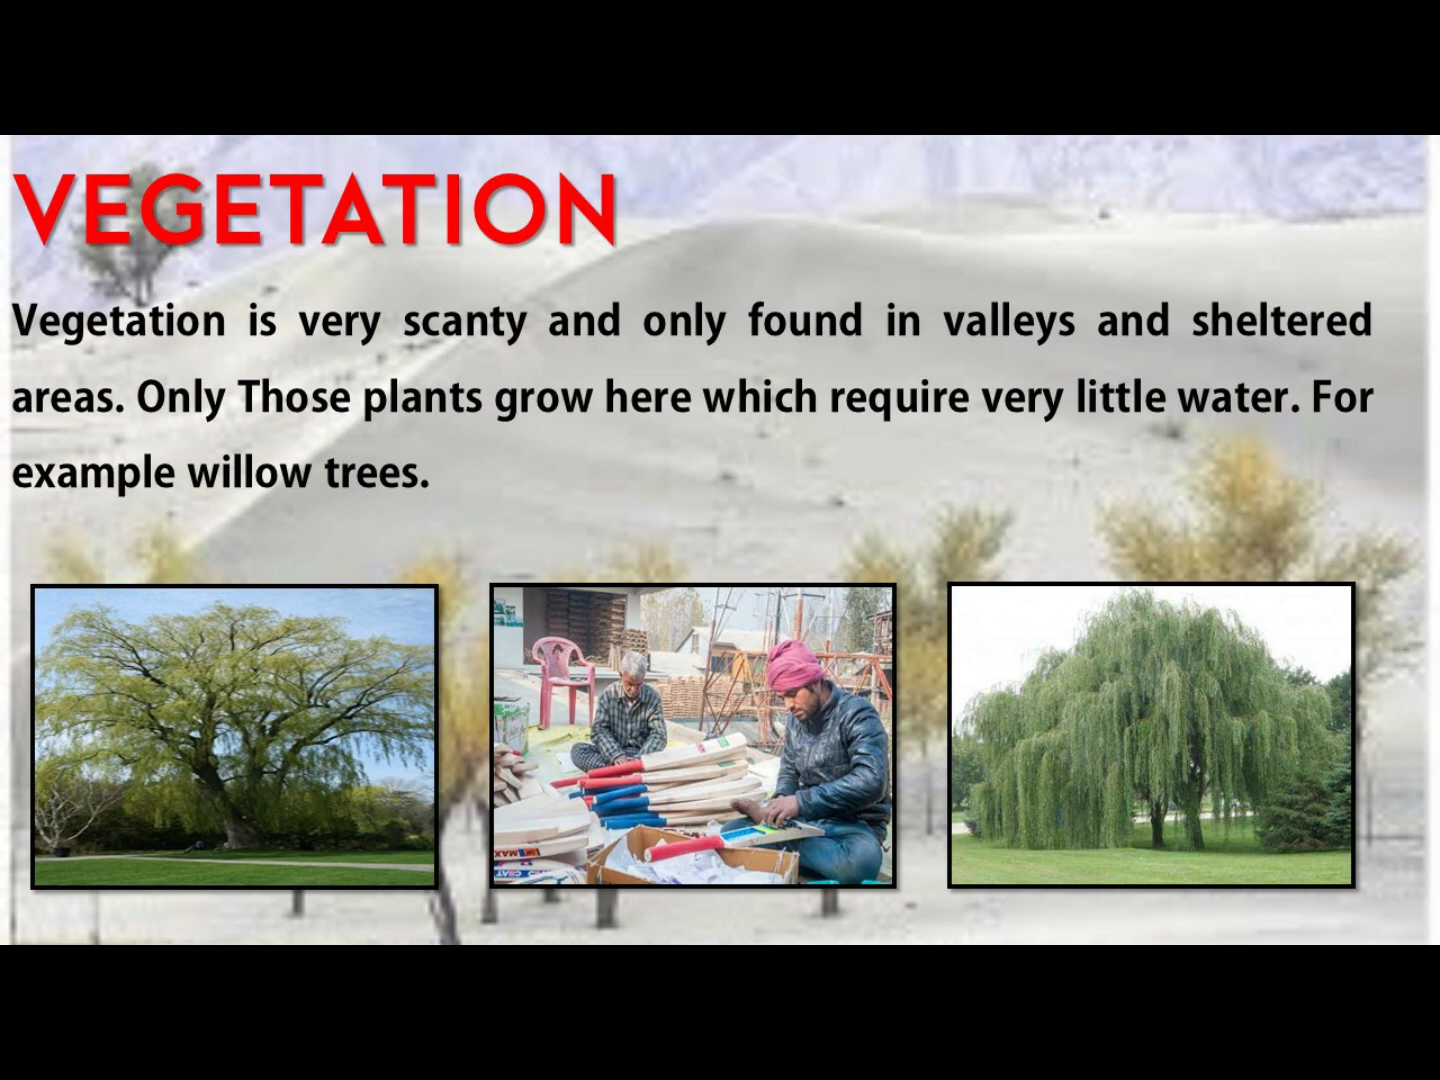 VEGETATION
Vegetation is very scanty and only found in valleys and sheltered
areas. Only Those plants grow here which require very little water. For
example willow trees.
MAX